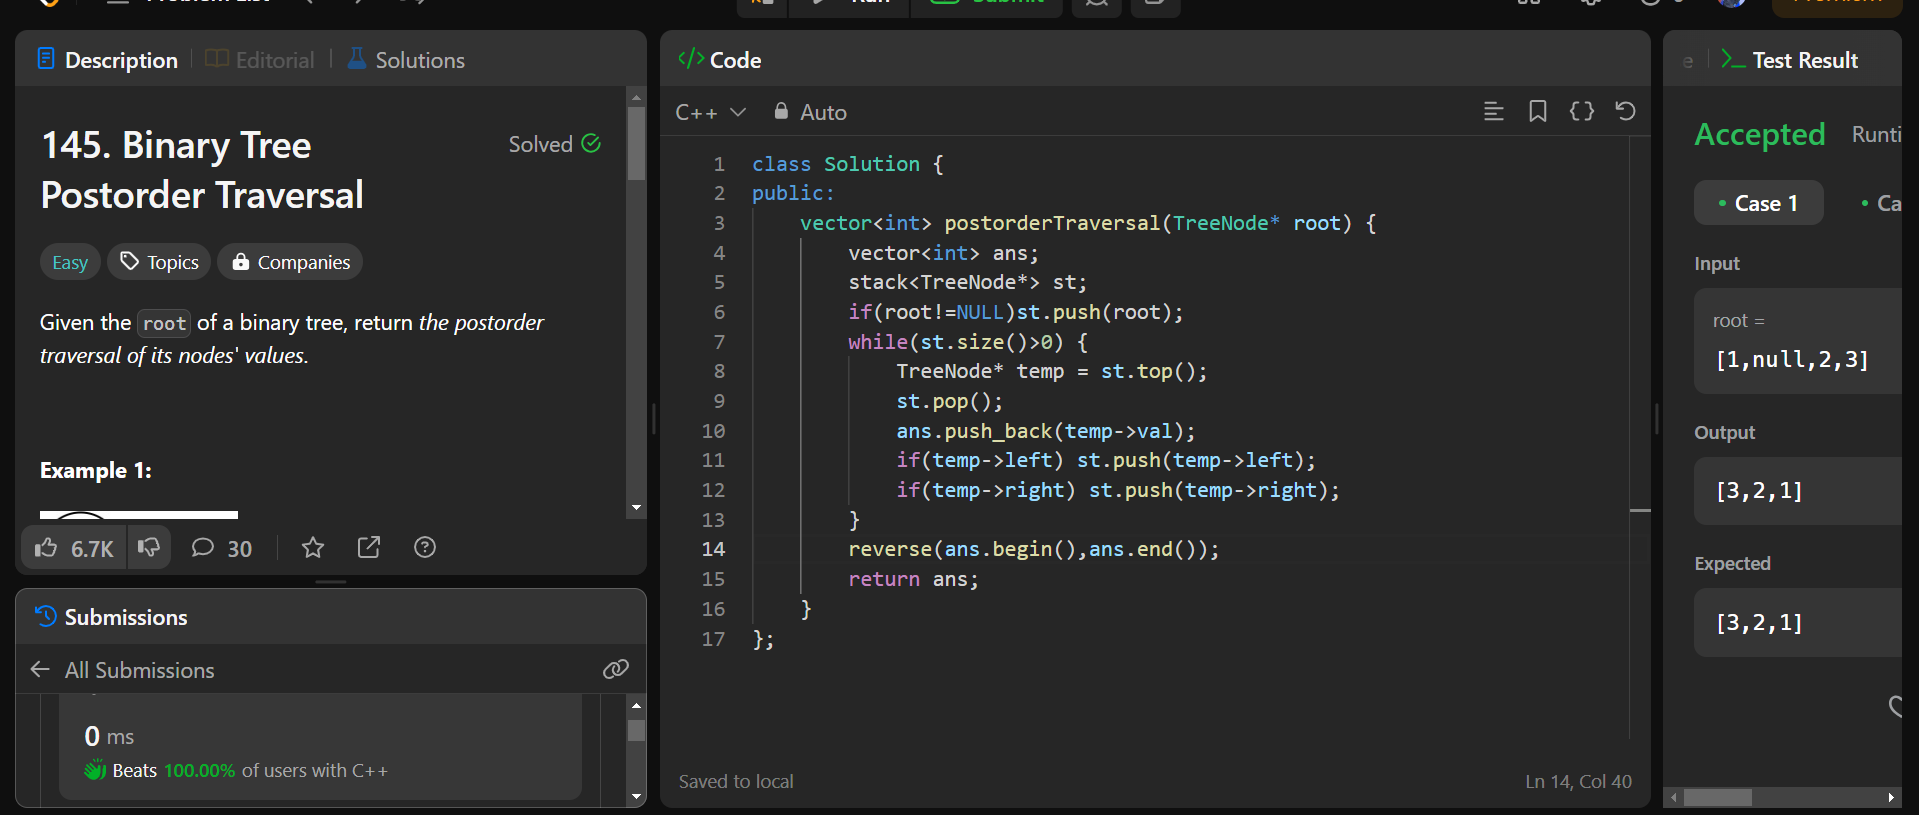 Problem List
Run
Submit
Premium
Description
Editorial
Solutions
145. Binary Tree
Postorder Traversal
Solved
Easy
Topics
Companies
Given the root of a binary tree, return the postorder
traversal of its nodes' values.
Example 1:
6.7K
30
Submissions
All Submissions
0 ms
Beats 100.00% of users with C++
Code
C++
Auto
1 class Solution {
2 public:
3     vector<int> postorderTraversal(TreeNode* root) {
4         vector<int> ans;
5         stack<TreeNode*> st;
6         if(root!=NULL)st.push(root);
7         while(st.size()>0) {
8             TreeNode* temp = st.top();
9             st.pop();
10             ans.push_back(temp->val);
11             if(temp->left) st.push(temp->left);
12             if(temp->right) st.push(temp->right);
13         }
14         reverse(ans.begin(),ans.end());
15         return ans;
16     }
17 };
Saved to local
Ln 14, Col 40
e
Test Result
Accepted
Runti
• Case 1
• Ca
Input
root =
[1,null,2,3]
Output
[3,2,1]
Expected
[3,2,1]